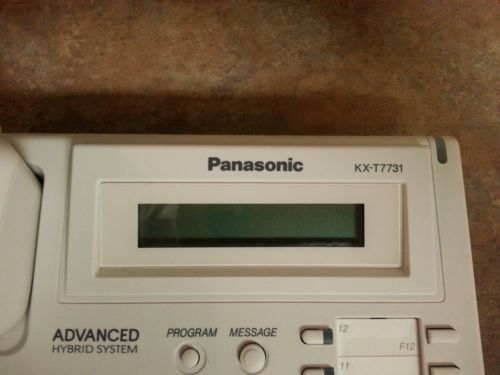 Panasonic KX-T7731
ADVANCED
HYBRID SYSTEM
PROGRAM MESSAGE
12
F12
11